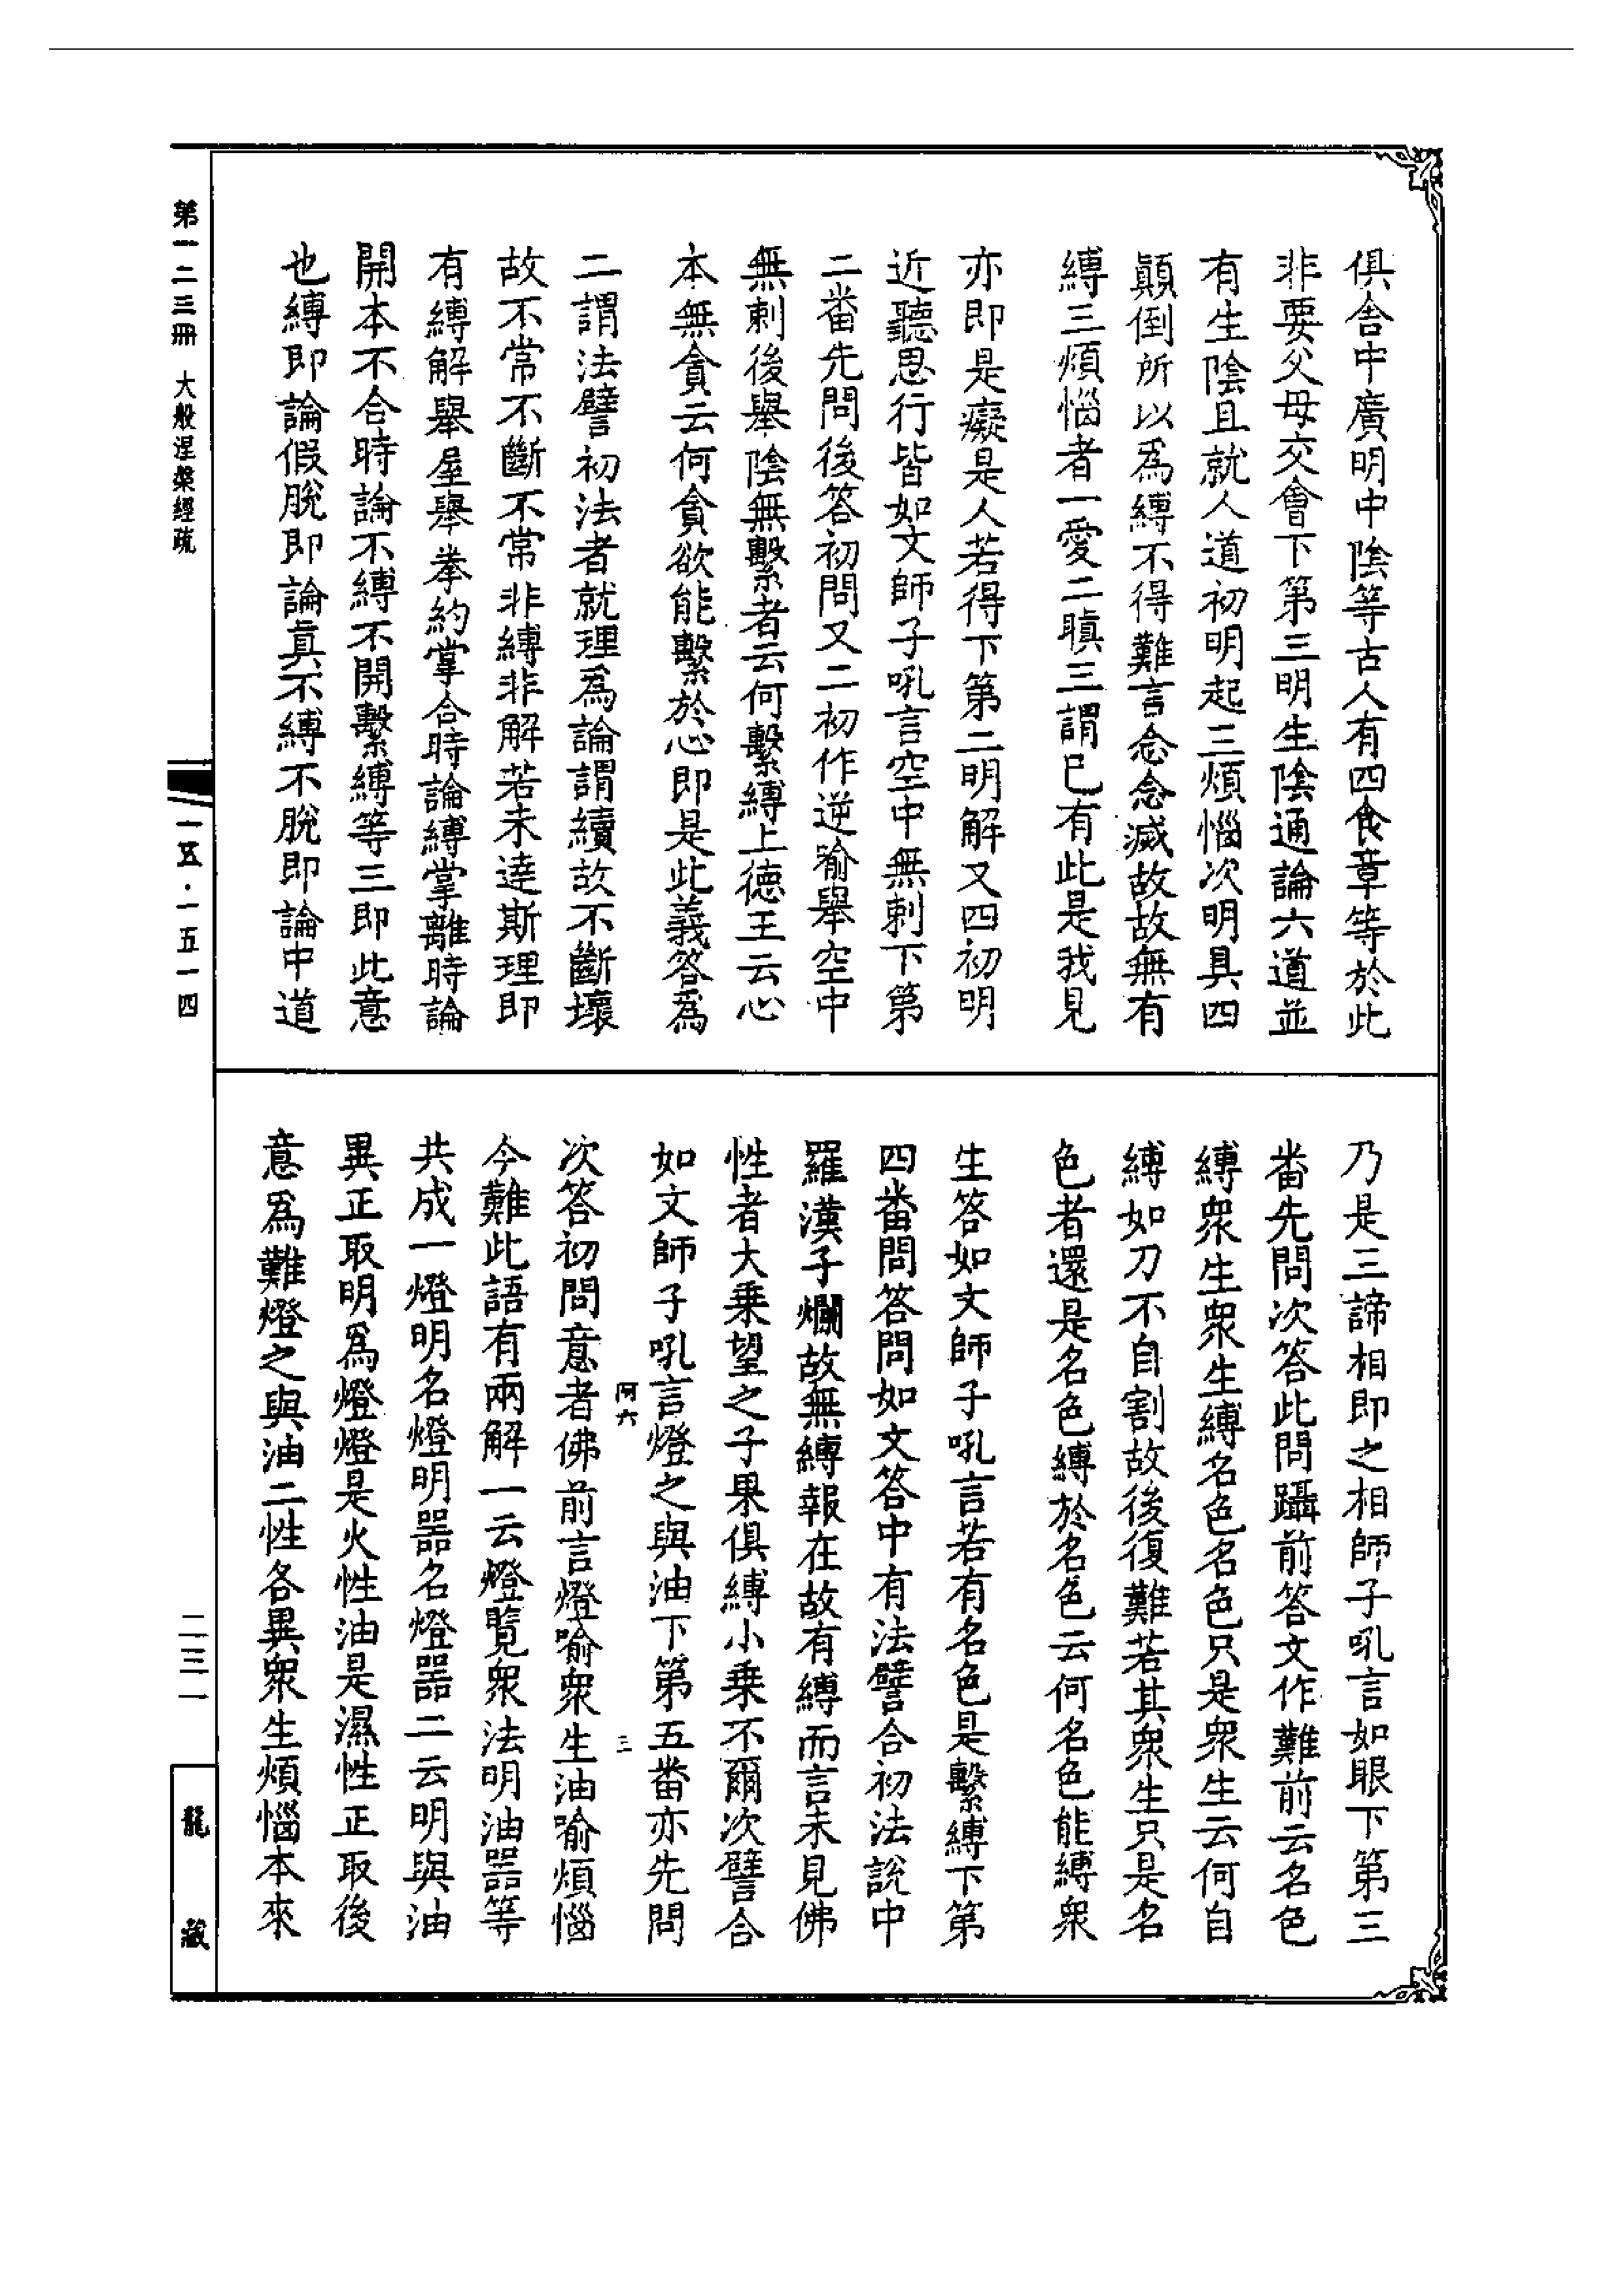 俱舍中廣明中陰等古人有四食章等於此
非要父母交會下第三明生陰通論六道並
有生陰且就人道初明起三煩惱次明具四
顛倒所以為縛不得難言念念滅故故無有
縛三煩惱者一愛二瞋三謂已有此是我見
亦即是癡是人若得下第二明解又四初明
近聽思行皆如文師子吼言空中無刺下第
二番先問後答初問又二初作逆喻舉空中
無刺後舉陰無繫者云何繫縛上德王云心
本無貪云何貪欲能繫於心即是此義答為
二謂法譬初法者就理為論謂續故不斷壞
故不常不斷不常非縛非解若未達斯理即
有縛解舉屋舉拳約掌合時論縛掌離時論
開本不合時論不縛不開繫縛等三即此意
也縛即論假脫即論真不縛不脫即論中道
乃是三諦相即之相師子吼言如眼下第三
番先問次答此問躡前答文作難前云名色
縛眾生眾生縛名色名色只是眾生云何自
縛如刀不自割故後復難若其眾生只是名
色者還是名色縛於名色云何名色能縛眾
生答如文師子吼言若有名色是繫縛下第
四番問答問如文答中有法譬合初法說中
羅漢子爛故無縛報在故有縛而言未見佛
性者大乘望之子果俱縛小乘不爾次譬合
如文師子吼言燈之與油下第五番亦先問
阿六 三
次答初問意者佛前言燈喻眾生油喻煩惱
今難此語有兩解一云燈覽眾法明油器等
共成一燈明名燈明器名燈器二云明與油
異正取明為燈燈是火性油是濕性正取後
意為難燈之與油二性各異眾生煩惱本來
第一二三冊 大般涅槃經疏
一五·一五一四
二三一
龍藏